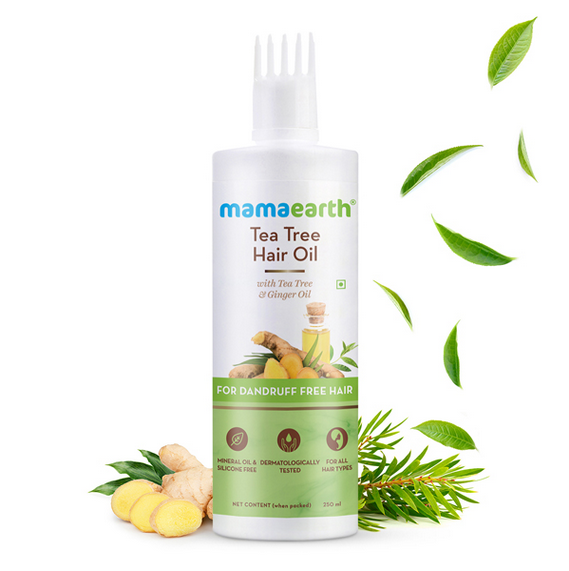 mamaearth®
Tea Tree
Hair Oil
with Tea Tree
& Ginger Oil
FOR DANDRUFF FREE HAIR
MINERAL OIL &
SILICONE FREE
DERMATOLOGICALLY
TESTED
FOR ALL
HAIR TYPES
NET CONTENT (when packed) 250 ml